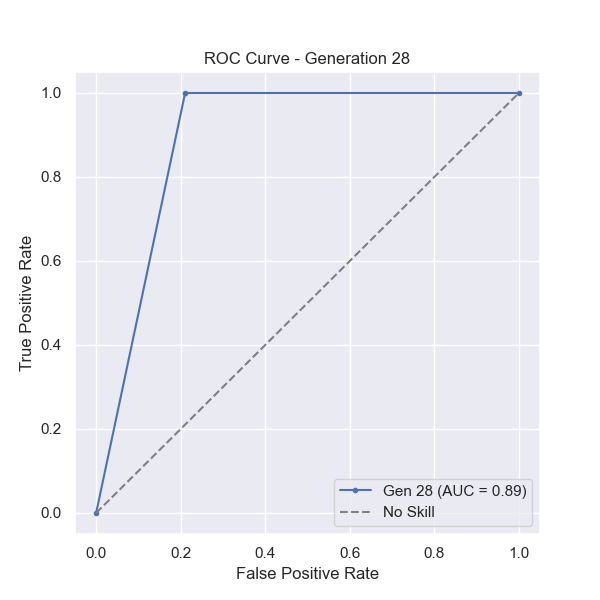 ROC Curve - Generation 28
True Positive Rate
1.0
0.8
0.6
0.4
0.2
0.0
Gen 28 (AUC = 0.89)
No Skill
0.0 0.2 0.4 0.6 0.8 1.0
False Positive Rate